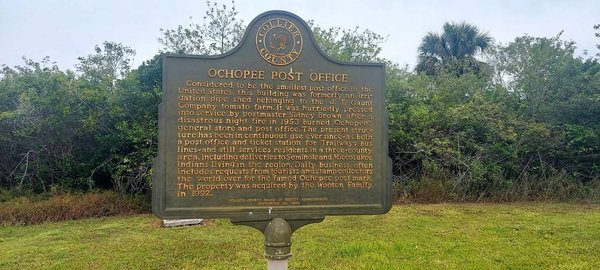 COLLIER
COUNTY
OCHOPEE POST OFFICE
Considered to be the smallest post office in the
United States, this building was formerly an irri-
gation pipe shed belonging to the J. T. Gaunt
Company tomato farm. It was hurriedly pressed
into service by postmaster Sidney Brown after a
disastrous night fire in 1953 burned Ochopee's
general store and post office. The present struc-
ture has been in continuous use ever since - as both
a post office and ticket station for Trailways bus
lines - and still services residents in a three-county
area, including deliveries to Seminole and Miccosukee
Indians living in the region. Daily business often
includes requests from tourists and stamp collectors
the world over for the famed Ochopee post mark.
The property was acquired by the Wooten Family
in 1992.